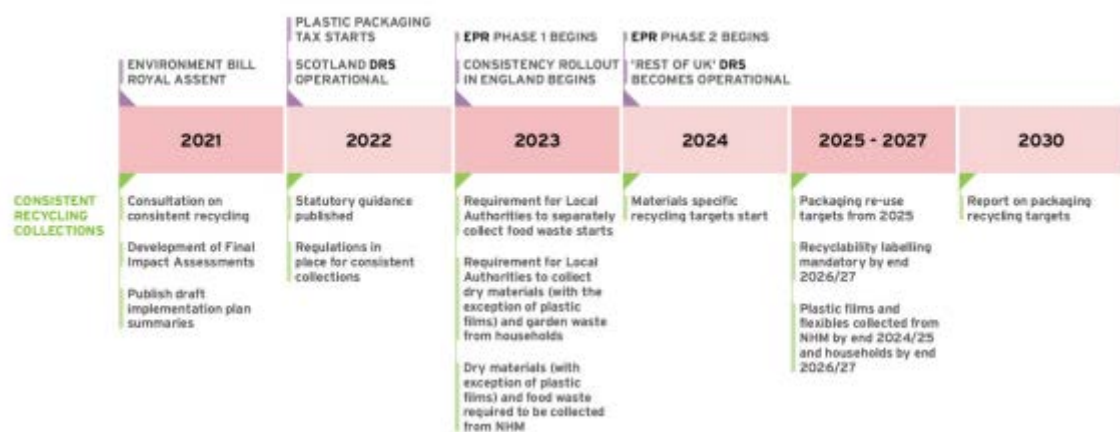 PLASTIC PACKAGING
TAX STARTS
EPR PHASE 1 BEGINS
EPR PHASE 2 BEGINS
ENVIRONMENT BILL
ROYAL ASSENT
SCOTLAND DRS
OPERATIONAL
CONSISTENCY ROLLOUT
IN ENGLAND BEGINS
'REST OF UK' DRS
BECOMES OPERATIONAL
2021
2022
2023
2024
2025 - 2027
2030
CONSISTENT
RECYCLING
COLLECTIONS
Consultation on
consistent recycling
Development of Final
Impact Assessments
Publish draft
implementation plan
summaries
Statutory guidance
published
Regulations in
place for consistent
collections
Requirement for Local
Authorities to separately
collect food waste starts
Requirement for Local
Authorities to collect
dry materials (with the
exception of plastic
films) and garden waste
from households
Dry materials (with
exception of plastic
films) and food waste
required to be collected
from NHM
Materials specific
recycling targets start
Packaging re-use
targets from 2025
Recyclability labelling
mandatory by end
2026/27
Plastic films and
flexibles collected from
NHM by end 2024/25
and households by end
2026/27
Report on packaging
recycling targets